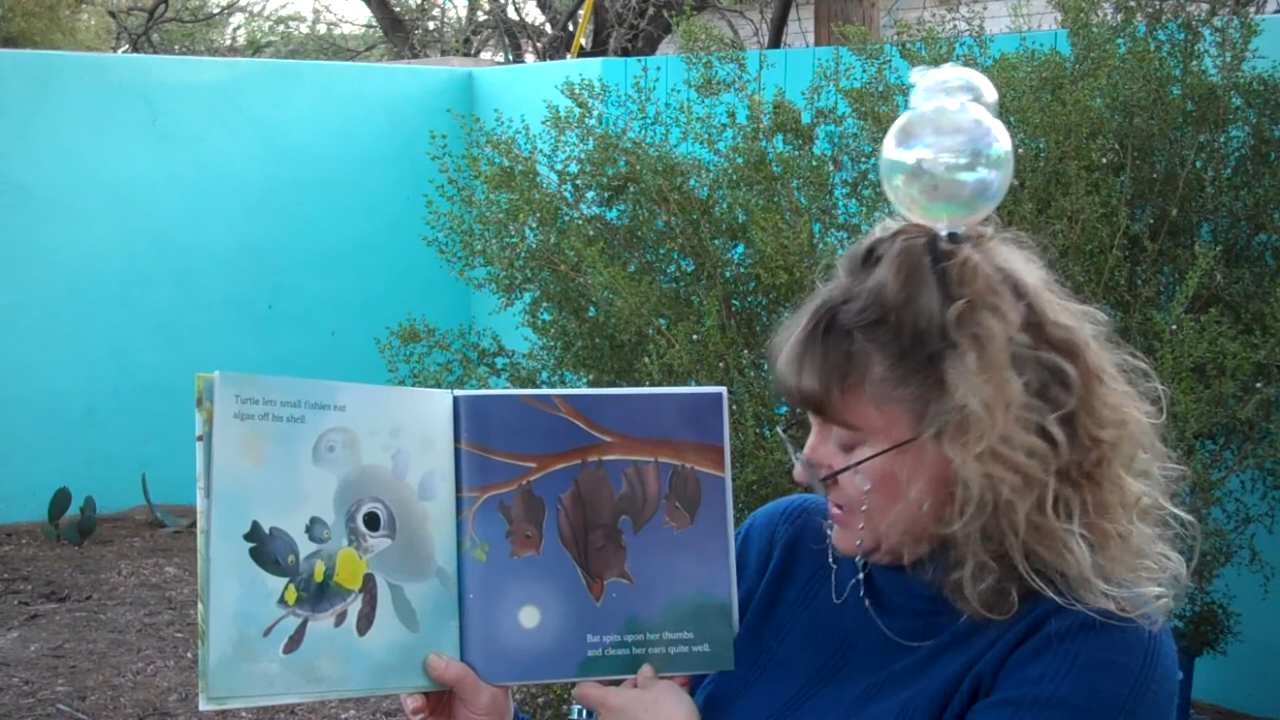 Turtle lets small fishies eat
algae off his shell.
Bat spits upon her thumbs
and cleans her ears quite well.